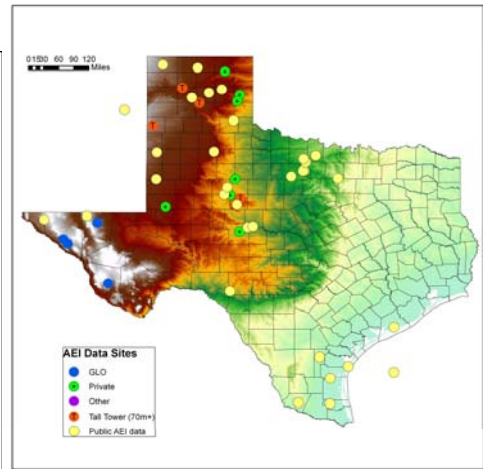 0 15 30 60 90 120
Miles
T
T
T
AEI Data Sites
GLO
Private
Other
T Tall Tower (70m+)
Public AEI data